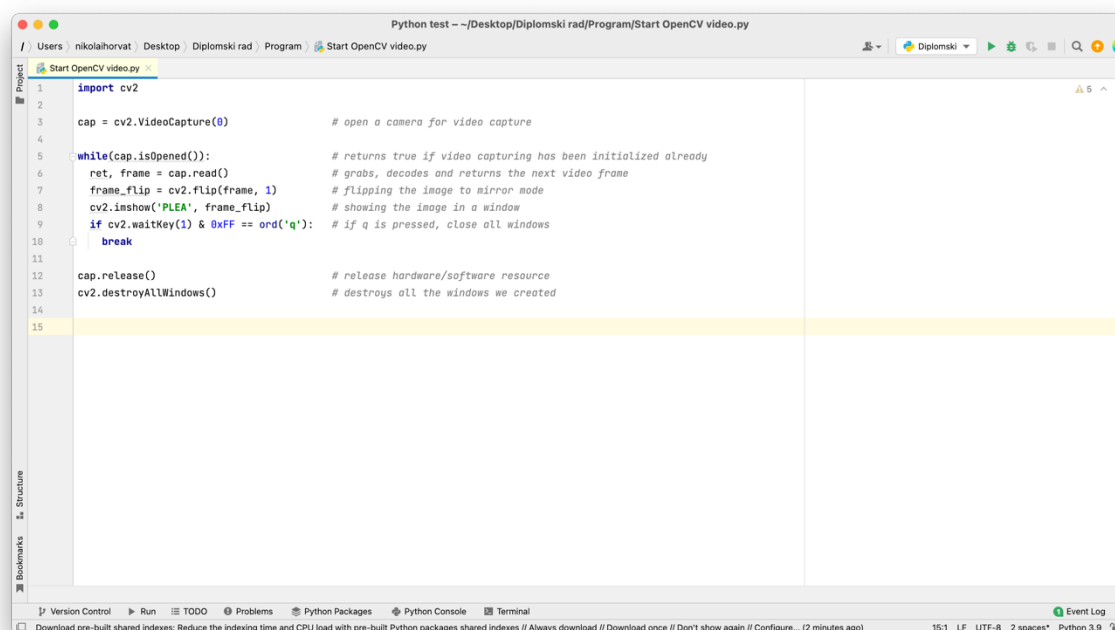 Python test – ~/Desktop/Diplomski rad/Program/Start OpenCV video.py
/ Users nikolaihorvat Desktop Diplomski rad Program Start OpenCV video.py Diplomski
Start OpenCV video.py
Project
5
1 import cv2
2
3 cap = cv2.VideoCapture(0) # open a camera for video capture
4
5 while(cap.isOpened()): # returns true if video capturing has been initialized already
6 ret, frame = cap.read() # grabs, decodes and returns the next video frame
7 frame_flip = cv2.flip(frame, 1) # flipping the image to mirror mode
8 cv2.imshow('PLEA', frame_flip) # showing the image in a window
9 if cv2.waitKey(1) & 0xFF == ord('q'): # if q is pressed, close all windows
10 break
11
12 cap.release() # release hardware/software resource
13 cv2.destroyAllWindows() # destroys all the windows we created
14
15
Structure
Bookmarks
Version Control Run TODO Problems Python Packages Python Console Terminal 1 Event Log
Download pre-built shared indexes: Reduce the indexing time and CPU load with pre-built Python packages shared indexes // Always download // Download once // Don't show again // Configure... (2 minutes ago) 15:1 LF UTF-8 2 spaces* Python 3.9